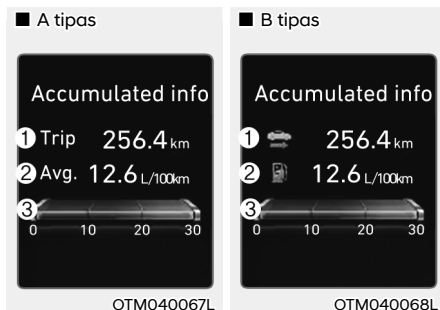 ■ A tipas
Accumulated info
① Trip 256.4 km
② Avg. 12.6 L/100km
③
0 10 20 30
OTM040067L
■ B tipas
Accumulated info
① 256.4 km
② 12.6 L/100km
③
0 10 20 30
OTM040068L